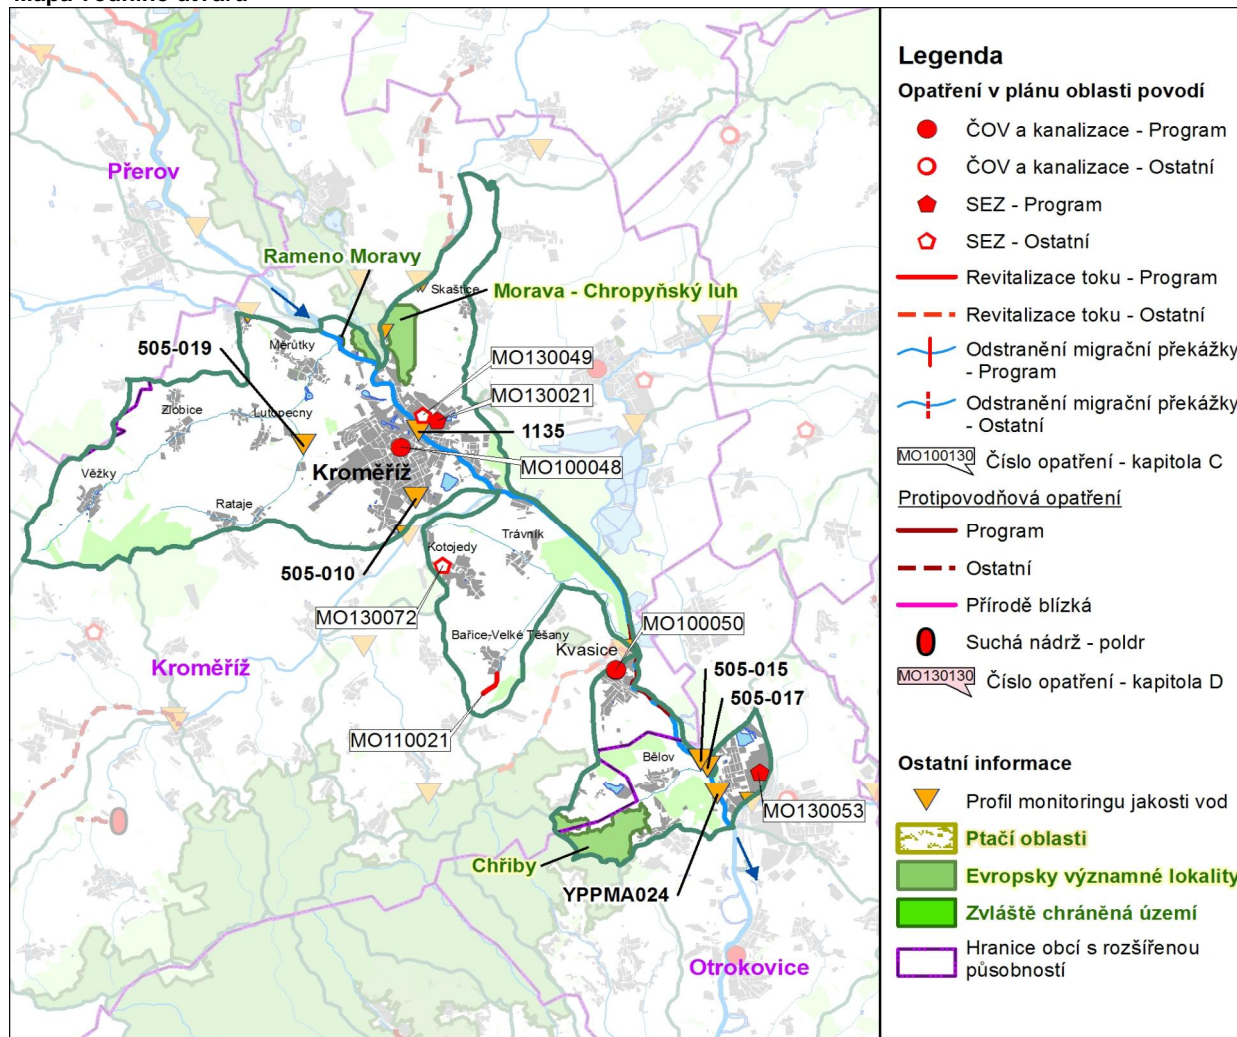 Mapa vodního útvaru
Přerov
Rameno Moravy
Skaštice
Morava - Chropyňský luh
505-019
Měrůtky
MO130049
Zlobice
Lutopecny
MO130021
1135
Kroměříž
MO100048
Věžky
Rataje
Trávník
505-010
Kotojedy
MO130072
Bařice-Velké Těšany
MO100050
Kvasice
Kroměříž
505-015
505-017
MO110021
Bělov
MO130053
Chřiby
YPPMA024
Otrokovice
Legenda
Opatření v plánu oblasti povodí
ČOV a kanalizace - Program
ČOV a kanalizace - Ostatní
SEZ - Program
SEZ - Ostatní
Revitalizace toku - Program
Revitalizace toku - Ostatní
Odstranění migrační překážky
- Program
Odstranění migrační překážky
- Ostatní
MO100130 Číslo opatření - kapitola C
Protipovodňová opatření
Program
Ostatní
Přírodě blízká
Suchá nádrž - poldr
MO130130 Číslo opatření - kapitola D
Ostatní informace
Profil monitoringu jakosti vod
Ptačí oblasti
Evropsky významné lokality
Zvláště chráněná území
Hranice obcí s rozšířenou
působností